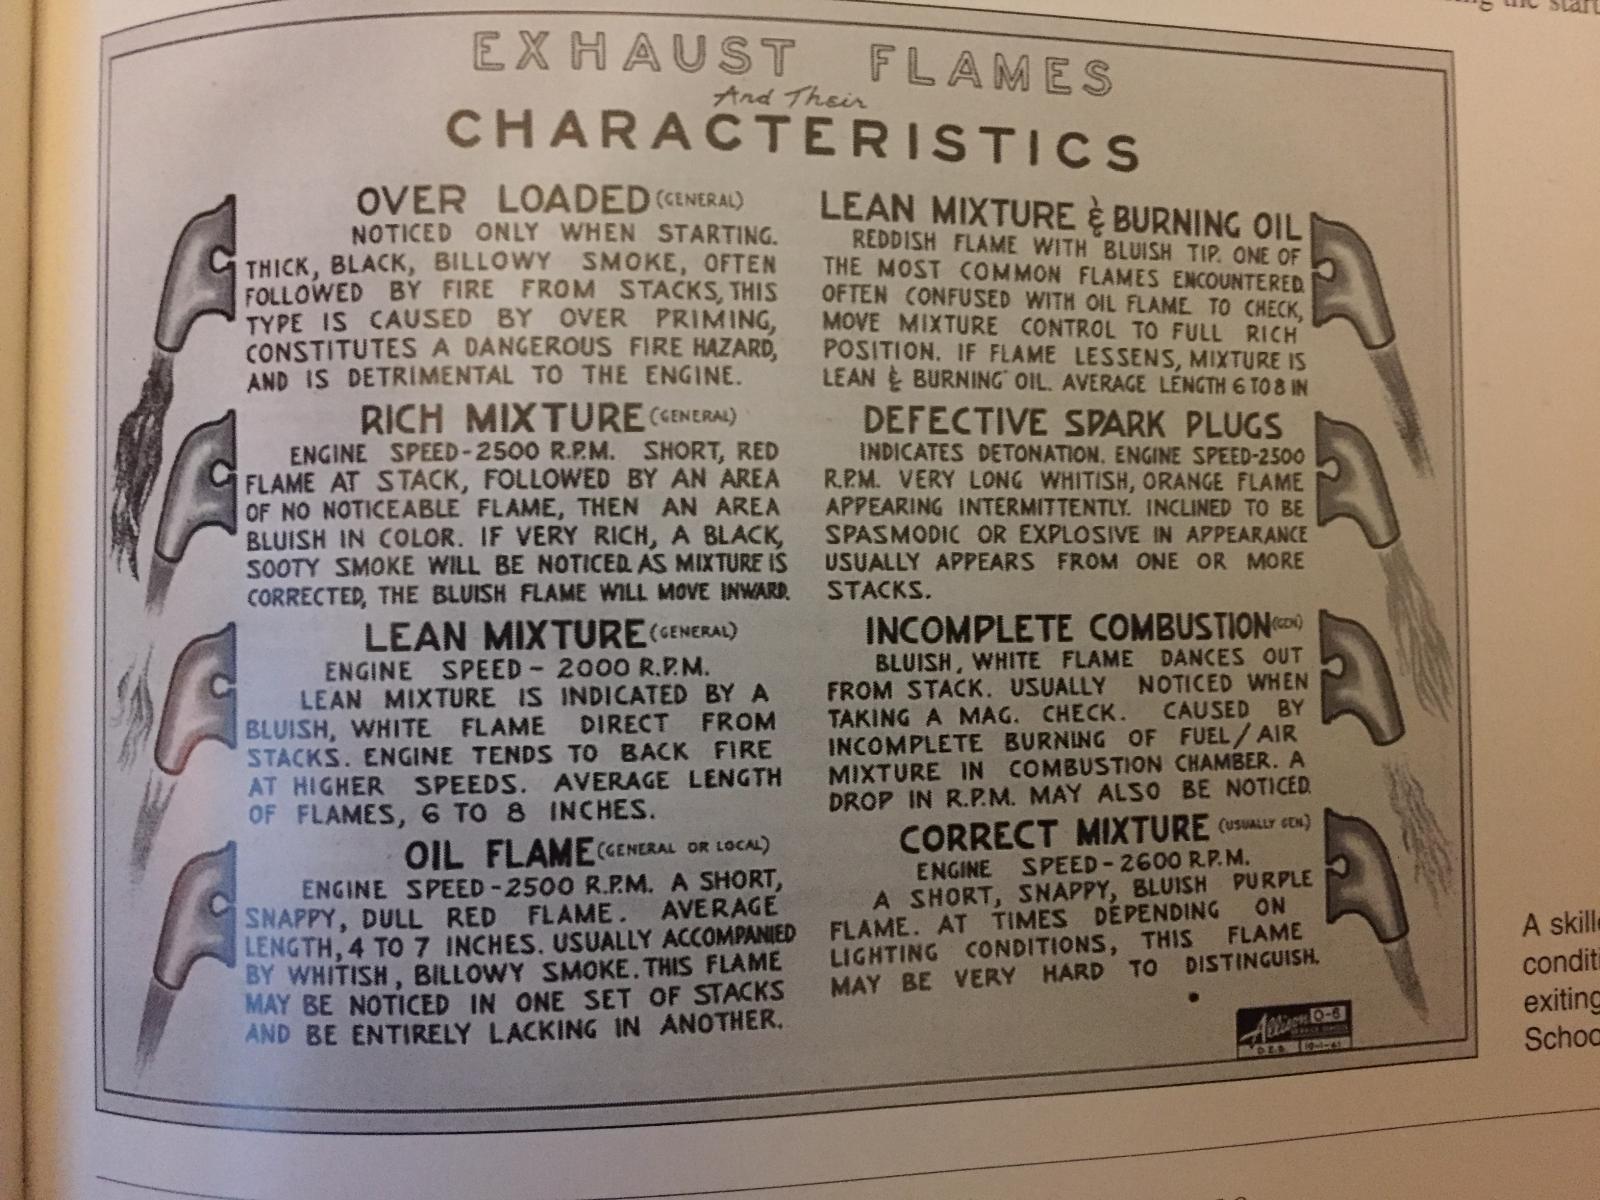 ing the start
EXHAUST FLAMES
And Their
CHARACTERISTICS
OVER LOADED (GENERAL)
NOTICED ONLY WHEN STARTING.
THICK, BLACK, BILLOWY SMOKE, OFTEN
FOLLOWED BY FIRE FROM STACKS, THIS
TYPE IS CAUSED BY OVER PRIMING,
CONSTITUTES A DANGEROUS FIRE HAZARD,
AND IS DETRIMENTAL TO THE ENGINE.
RICH MIXTURE (GENERAL)
ENGINE SPEED-2500 R.P.M. SHORT, RED
FLAME AT STACK, FOLLOWED BY AN AREA
OF NO NOTICEABLE FLAME, THEN AN AREA
BLUISH IN COLOR. IF VERY RICH, A BLACK,
SOOTY SMOKE WILL BE NOTICED. AS MIXTURE IS
CORRECTED, THE BLUISH FLAME WILL MOVE INWARD.
LEAN MIXTURE (GENERAL)
ENGINE SPEED - 2000 R.P.M.
LEAN MIXTURE IS INDICATED BY A
BLUISH, WHITE FLAME DIRECT FROM
STACKS. ENGINE TENDS TO BACK FIRE
AT HIGHER SPEEDS. AVERAGE LENGTH
OF FLAMES, 6 TO 8 INCHES.
OIL FLAME (GENERAL OR LOCAL)
ENGINE SPEED-2500 R.P.M. A SHORT,
SNAPPY, DULL RED FLAME. AVERAGE
LENGTH, 4 TO 7 INCHES. USUALLY ACCOMPANIED
BY WHITISH, BILLOWY SMOKE. THIS FLAME
MAY BE NOTICED IN ONE SET OF STACKS
AND BE ENTIRELY LACKING IN ANOTHER.
LEAN MIXTURE & BURNING OIL
REDDISH FLAME WITH BLUISH TIP. ONE OF
THE MOST COMMON FLAMES ENCOUNTERED.
OFTEN CONFUSED WITH OIL FLAME. TO CHECK,
MOVE MIXTURE CONTROL TO FULL RICH
POSITION. IF FLAME LESSENS, MIXTURE IS
LEAN & BURNING OIL. AVERAGE LENGTH 6 TO 8 IN
DEFECTIVE SPARK PLUGS
INDICATES DETONATION. ENGINE SPEED-2500
R.P.M. VERY LONG WHITISH, ORANGE FLAME
APPEARING INTERMITTENTLY. INCLINED TO BE
SPASMODIC OR EXPLOSIVE IN APPEARANCE
USUALLY APPEARS FROM ONE OR MORE
STACKS.
INCOMPLETE COMBUSTION (GEN)
BLUISH, WHITE FLAME DANCES OUT
FROM STACK. USUALLY NOTICED WHEN
TAKING A MAG. CHECK. CAUSED BY
INCOMPLETE BURNING OF FUEL/AIR
MIXTURE IN COMBUSTION CHAMBER. A
DROP IN R.P.M. MAY ALSO BE NOTICED.
CORRECT MIXTURE (USUALLY GEN)
ENGINE SPEED - 2600 R.P.M.
A SHORT, SNAPPY, BLUISH PURPLE
FLAME. AT TIMES DEPENDING ON
LIGHTING CONDITIONS, THIS FLAME
MAY BE VERY HARD TO DISTINGUISH.
Allison O-6
A skille
conditi
exiting
Schoo